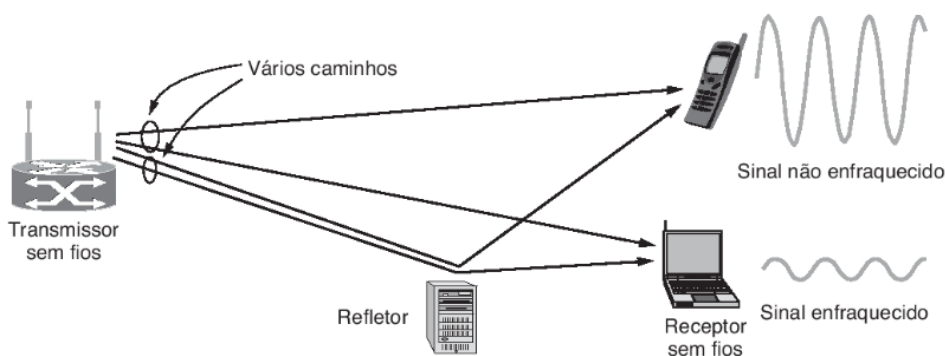 Vários caminhos
Transmissor
sem fios
Sinal não enfraquecido
Refletor
Receptor
sem fios
Sinal enfraquecido